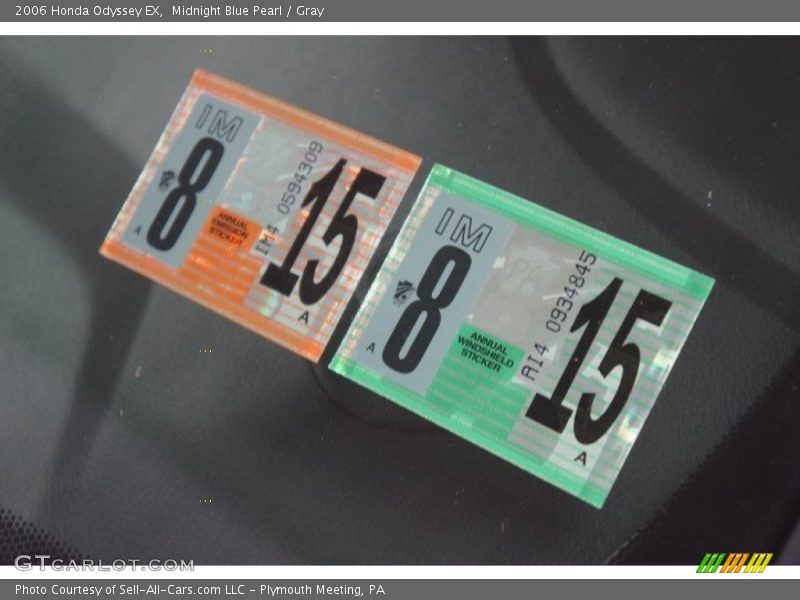 2006 Honda Odyssey EX,  Midnight Blue Pearl / Gray
IM
8
A
ANNUAL
EMISSION
STICKER
IM4 0594309
15
A
IM
8
A
ANNUAL
WINDSHIELD
STICKER
AI4 0934845
15
A
GTCARLOT.COM
Photo Courtesy of Sell-All-Cars.com LLC - Plymouth Meeting, PA